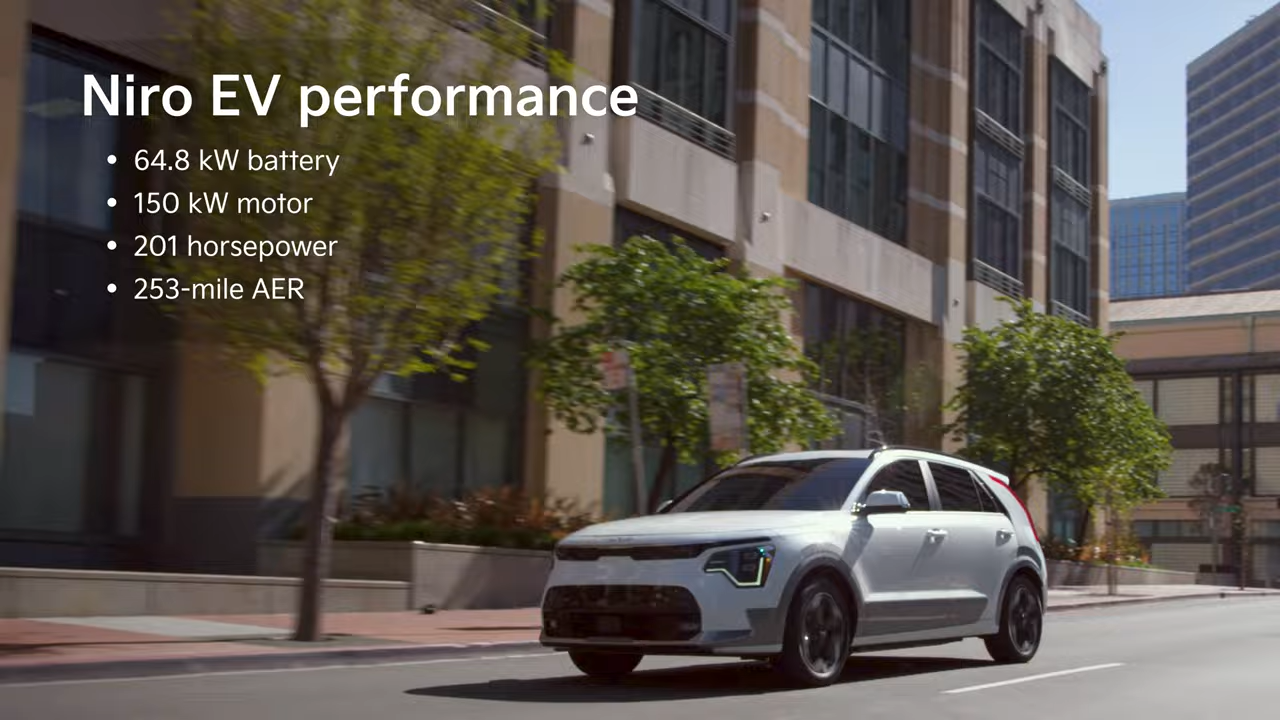 Niro EV performance
• 64.8 kW battery
• 150 kW motor
• 201 horsepower
• 253-mile AER